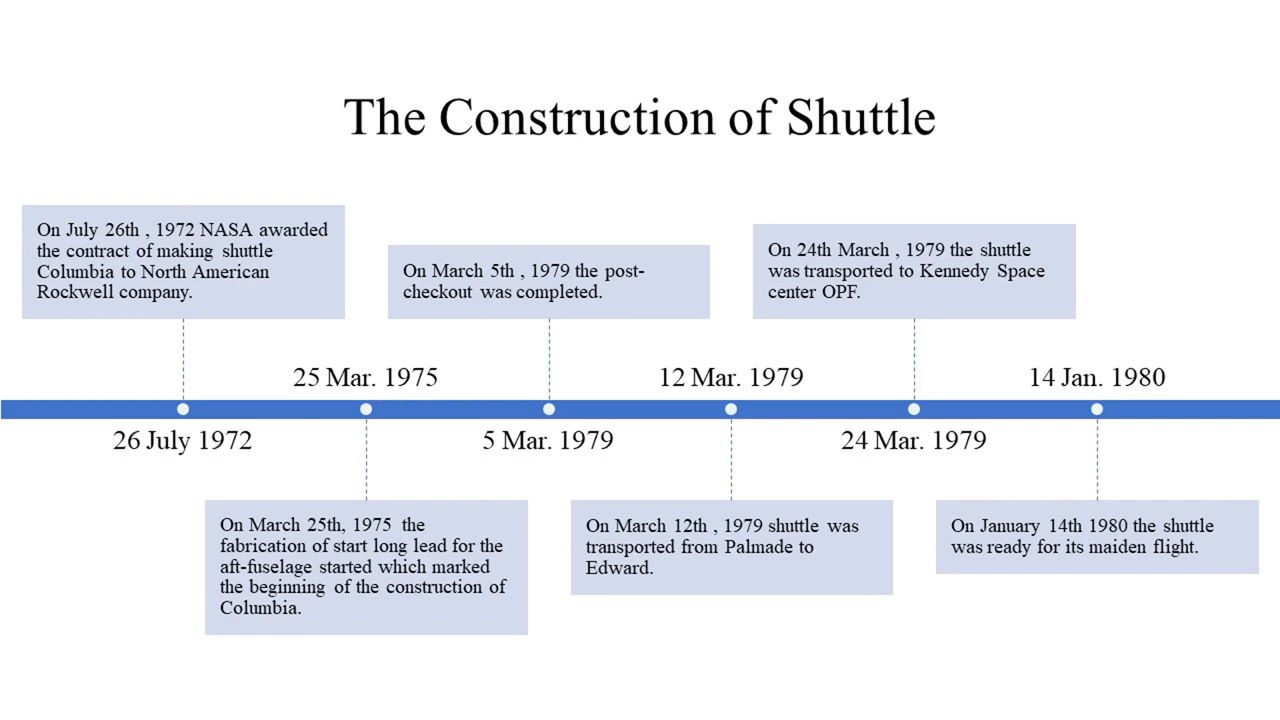 The Construction of Shuttle
On July 26th , 1972 NASA awarded
the contract of making shuttle
Columbia to North American
Rockwell company.
On March 5th , 1979 the post-
checkout was completed.
On 24th March , 1979 the shuttle
was transported to Kennedy Space
center OPF.
25 Mar. 1975
12 Mar. 1979
14 Jan. 1980
26 July 1972
5 Mar. 1979
24 Mar. 1979
On March 25th, 1975 the
fabrication of start long lead for the
aft-fuselage started which marked
the beginning of the construction of
Columbia.
On March 12th , 1979 shuttle was
transported from Palmade to
Edward.
On January 14th 1980 the shuttle
was ready for its maiden flight.